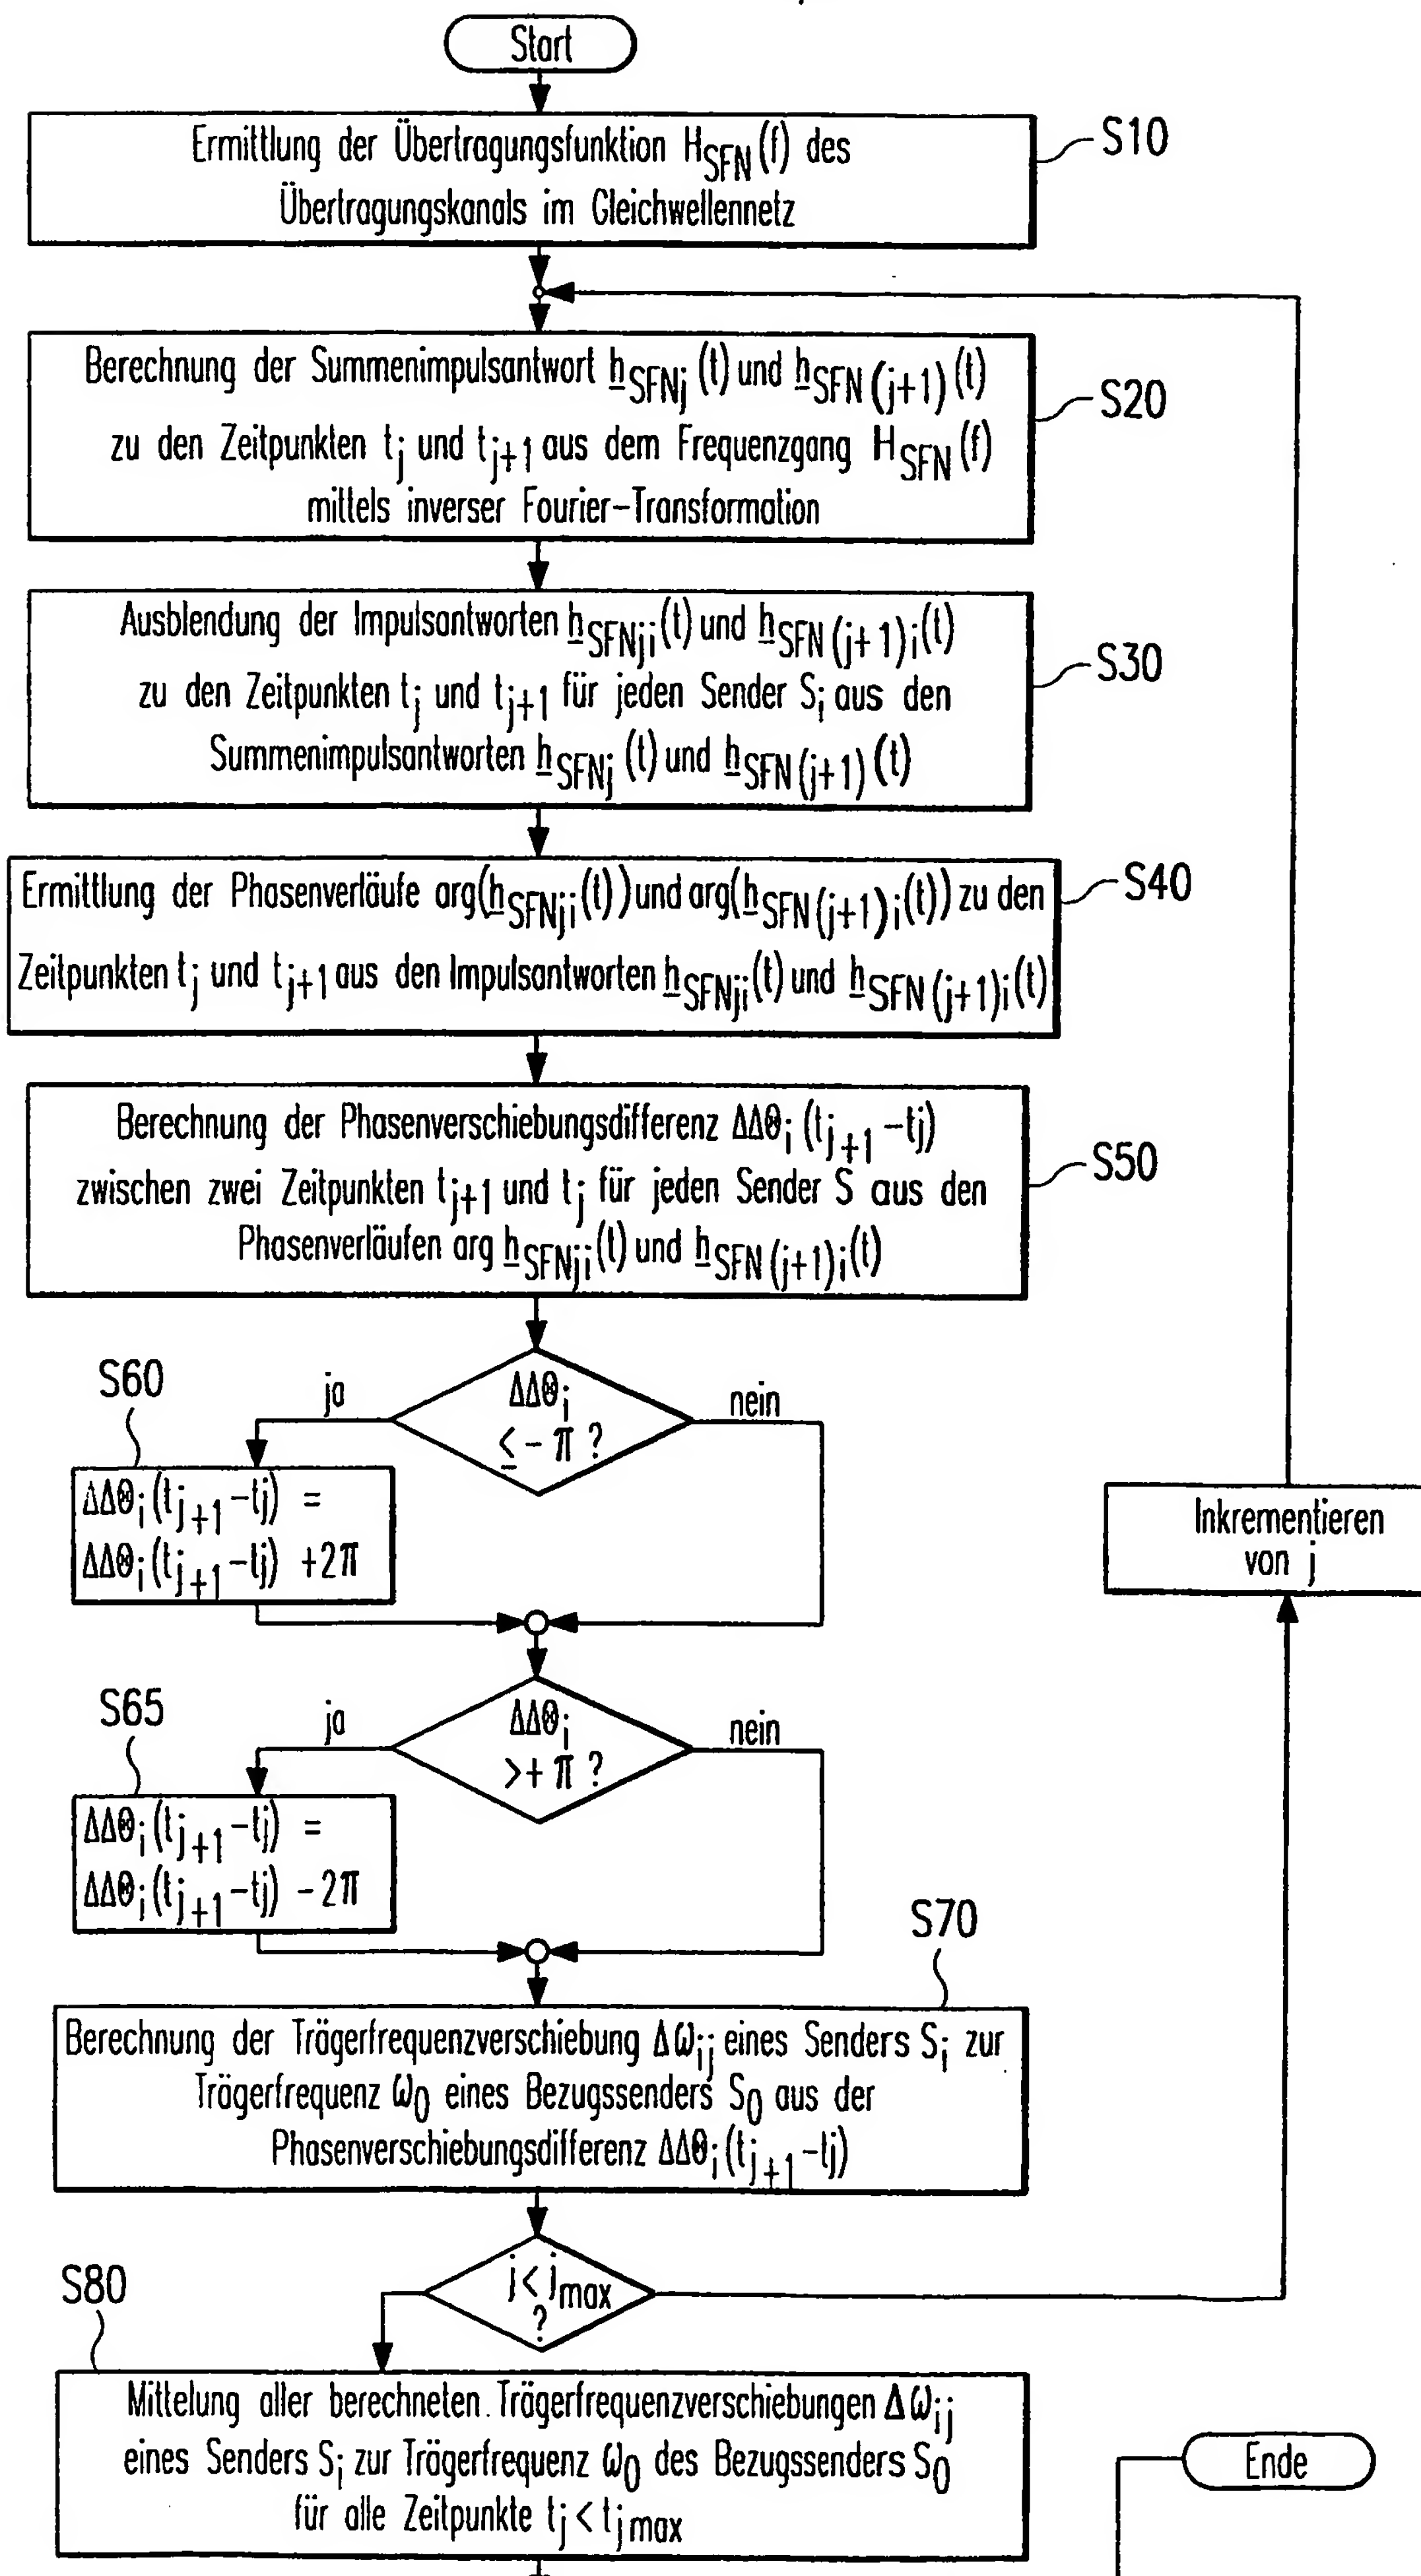 Start
Ermittlung der Übertragungsfunktion H_SFN(f) des
Übertragungskanals im Gleichwellennetz
S10
Berechnung der Summenimpulsantwort h_SFNj(t) und h_SFN(j+1)(t)
zu den Zeitpunkten t_j und t_j+1 aus dem Frequenzgang H_SFN(f)
mittels inverser Fourier-Transformation
S20
Ausblendung der Impulsantworten h_SFNji(t) und h_SFN(j+1)i(t)
zu den Zeitpunkten t_j und t_j+1 für jeden Sender S_i aus den
Summenimpulsantworten h_SFNj(t) und h_SFN(j+1)(t)
S30
Ermittlung der Phasenverläufe arg(h_SFNji(t)) und arg(h_SFN(j+1)i(t)) zu den
Zeitpunkten t_j und t_j+1 aus den Impulsantworten h_SFNji(t) und h_SFN(j+1)i(t)
S40
Berechnung der Phasenverschiebungsdifferenz ΔΔΘ_i(t_j+1-tj)
zwischen zwei Zeitpunkten t_j+1 und t_j für jeden Sender S aus den
Phasenverläufen arg h_SFNji(t) und h_SFN(j+1)i(t)
S50
ΔΔΘ_i
≤ - π ?
ja
nein
S60
ΔΔΘ_i(t_j+1-tj) =
ΔΔΘ_i(t_j+1-tj) +2π
Inkrementieren
von j
ΔΔΘ_i
>+ π ?
ja
nein
S65
ΔΔΘ_i(t_j+1-tj) =
ΔΔΘ_i(t_j+1-tj) -2π
S70
Berechnung der Trägerfrequenzverschiebung Δω_ij eines Senders S_i zur
Trägerfrequenz ω_0 eines Bezugssenders S_0 aus der
Phasenverschiebungsdifferenz ΔΔΘ_i(t_j+1-tj)
j< j_max
?
S80
Mittelung aller berechneten Trägerfrequenzverschiebungen Δω_ij
eines Senders S_i zur Trägerfrequenz ω_0 des Bezugssenders S_0
für alle Zeitpunkte t_j < t_jmax
Ende